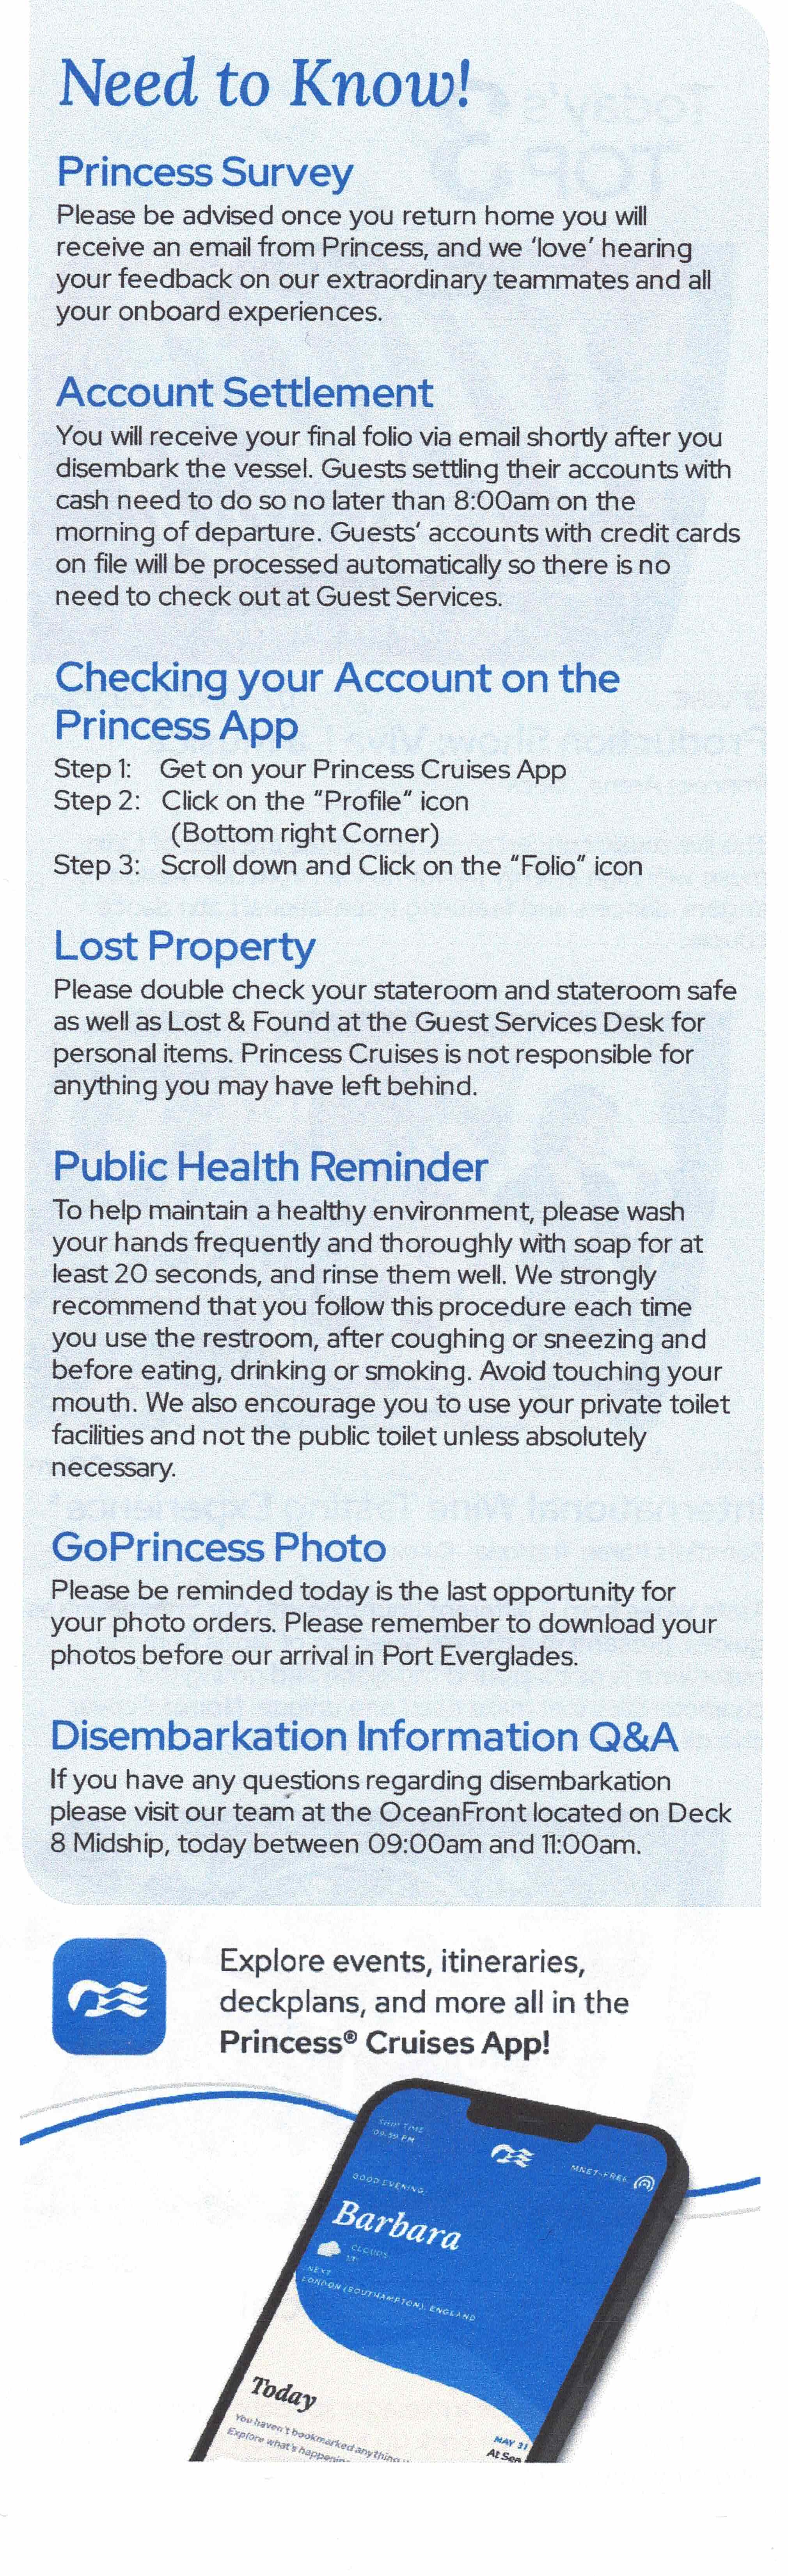 Need to Know!
Princess Survey
Please be advised once you return home you will
receive an email from Princess, and we ‘love’ hearing
your feedback on our extraordinary teammates and all
your onboard experiences.
Account Settlement
You will receive your final folio via email shortly after you
disembark the vessel. Guests settling their accounts with
cash need to do so no later than 8:00am on the
morning of departure. Guests’ accounts with credit cards
on file will be processed automatically so there is no
need to check out at Guest Services.
Checking your Account on the
Princess App
Step 1: Get on your Princess Cruises App
Step 2: Click on the “Profile” icon
(Bottom right Corner)
Step 3: Scroll down and Click on the “Folio” icon
Lost Property
Please double check your stateroom and stateroom safe
as well as Lost & Found at the Guest Services Desk for
personal items. Princess Cruises is not responsible for
anything you may have left behind.
Public Health Reminder
To help maintain a healthy environment, please wash
your hands frequently and thoroughly with soap for at
least 20 seconds, and rinse them well. We strongly
recommend that you follow this procedure each time
you use the restroom, after coughing or sneezing and
before eating, drinking or smoking. Avoid touching your
mouth. We also encourage you to use your private toilet
facilities and not the public toilet unless absolutely
necessary.
GoPrincess Photo
Please be reminded today is the last opportunity for
your photo orders. Please remember to download your
photos before our arrival in Port Everglades.
Disembarkation Information Q&A
If you have any questions regarding disembarkation
please visit our team at the OceanFront located on Deck
8 Midship, today between 09:00am and 11:00am.
Explore events, itineraries,
deckplans, and more all in the
Princess® Cruises App!
SHIP TIME
09:39 PM
MNET-FREE
GOOD EVENING,
Barbara
CLOUDS
NEXT
LONDON (SOUTHAMPTON), ENGLAND
Today
You haven't bookmarked anything
Explore what's happenin
MAY 31
At Sea